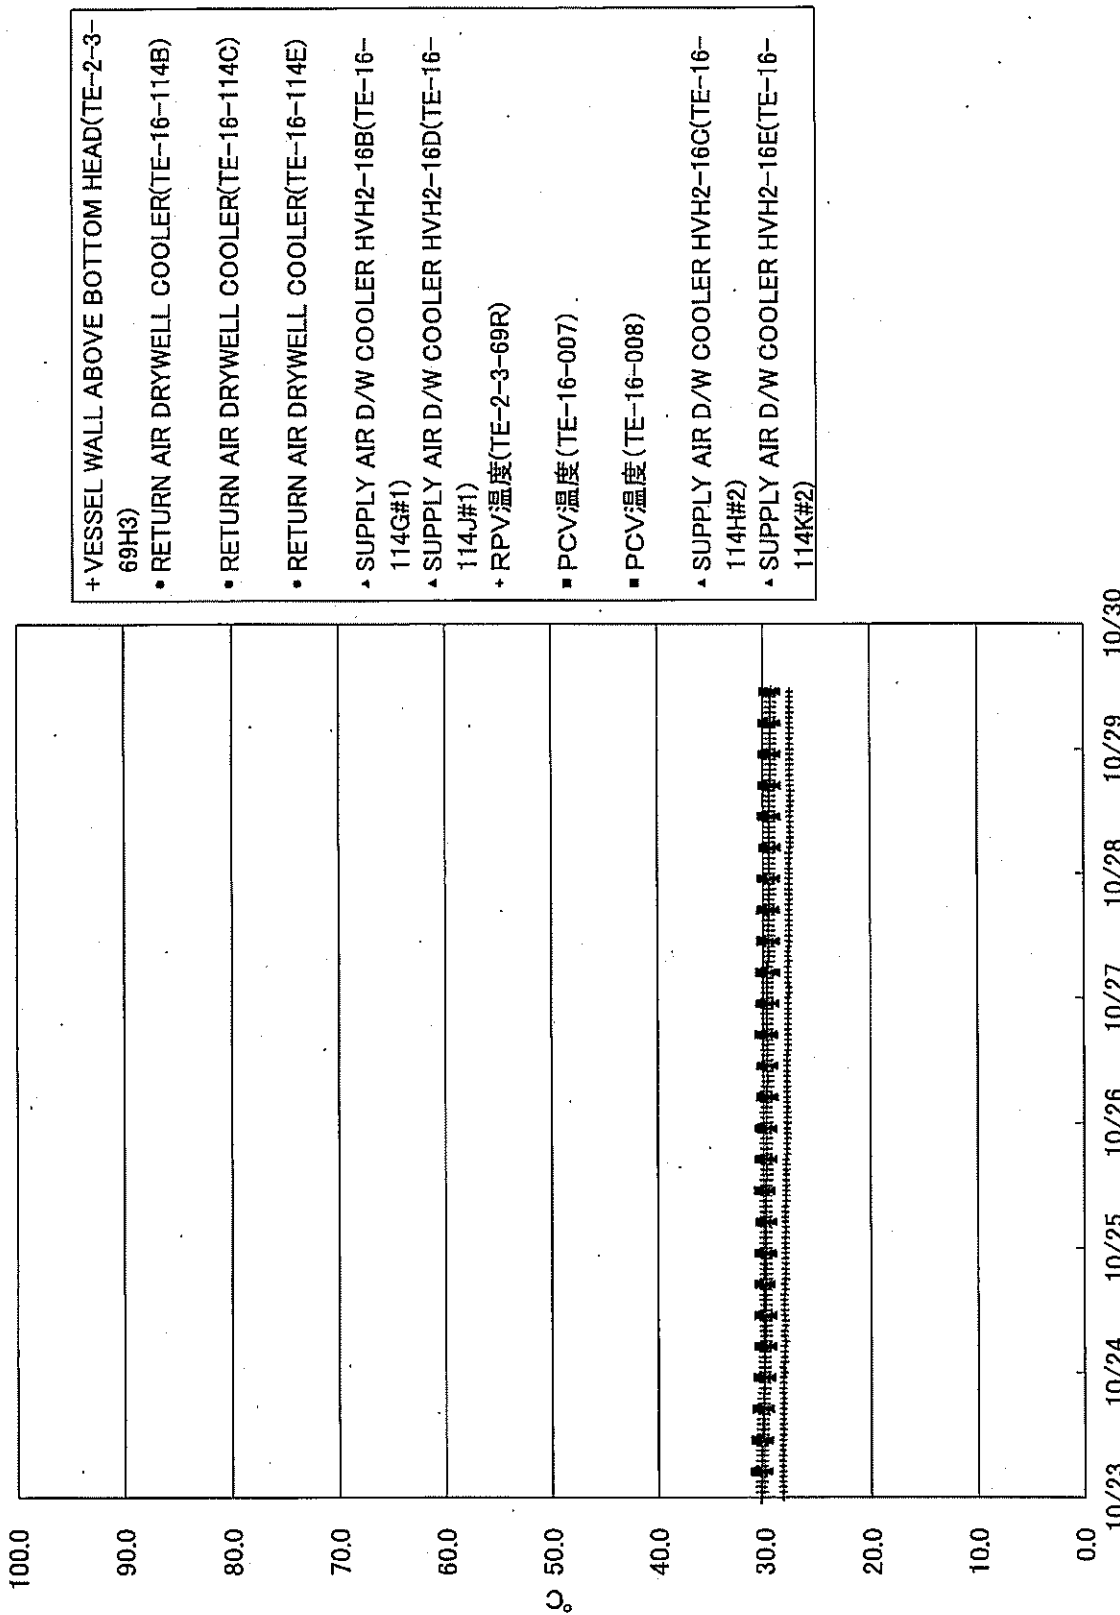 100.0
90.0
80.0
70.0
60.0
50.0
40.0
30.0
20.0
10.0
0.0
℃
10/23
10/24
10/25
10/26
10/27
10/28
10/29
10/30
+VESSEL WALL ABOVE BOTTOM HEAD(TE-2-3-
69H3)
• RETURN AIR DRYWELL COOLER(TE-16-114B)
• RETURN AIR DRYWELL COOLER(TE-16-114C)
• RETURN AIR DRYWELL COOLER(TE-16-114E)
▲ SUPPLY AIR D/W COOLER HVH2-16B(TE-16-
114G#1)
▲ SUPPLY AIR D/W COOLER HVH2-16D(TE-16-
114J#1)
+ RPV温度(TE-2-3-69R)
■ PCV温度(TE-16-007)
■ PCV温度(TE-16-008)
▲ SUPPLY AIR D/W COOLER HVH2-16C(TE-16-
114H#2)
▲ SUPPLY AIR D/W COOLER HVH2-16E(TE-16-
114K#2)